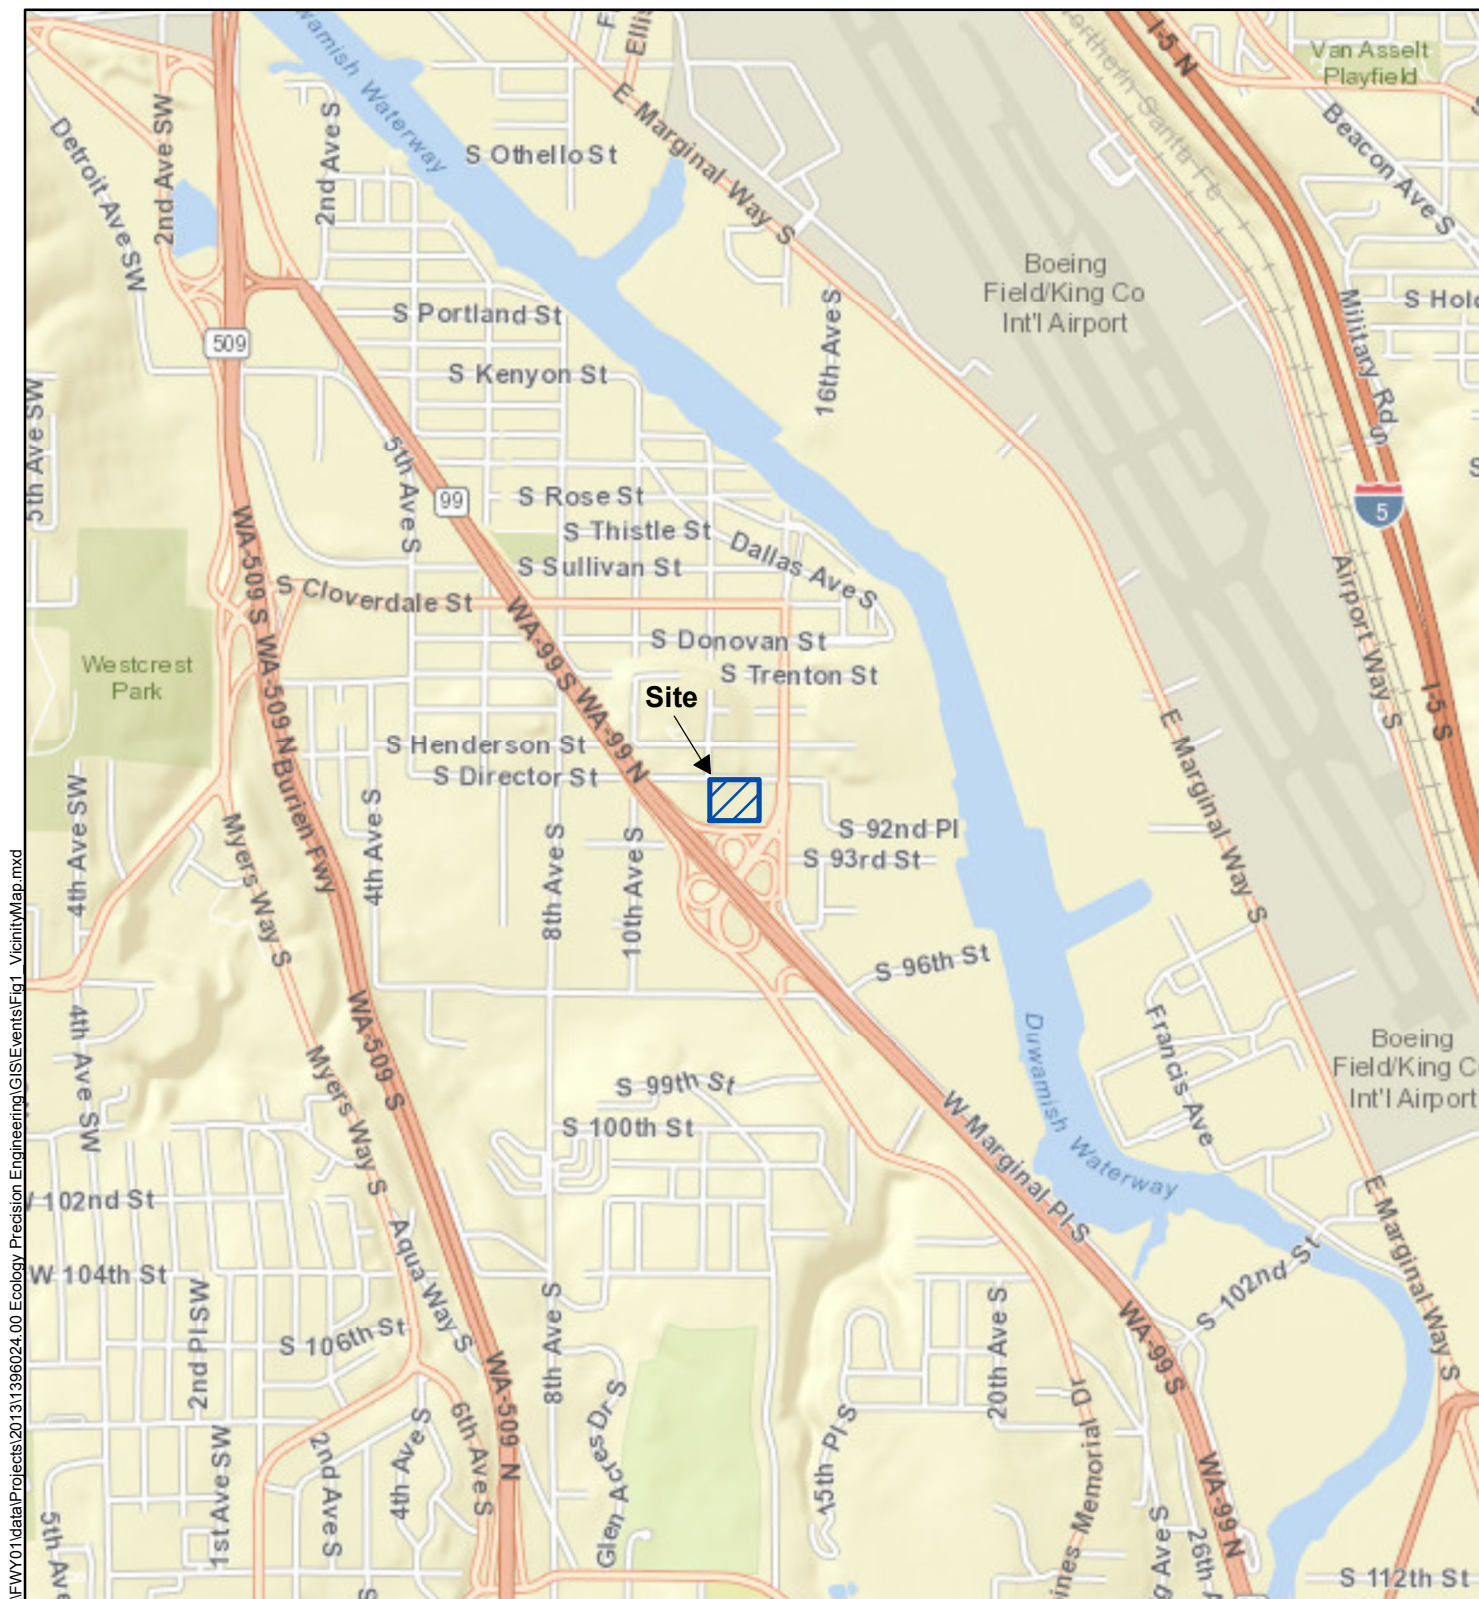 wamish Waterway
Ellis
I-5 N
Van Asselt
Playfield
Northern Santa Fe
E Marginal Way S
Beacon Ave S
Detroit Ave SW
2nd Ave SW
2nd Ave S
S Othello St
Boeing
Field/King Co
Int'l Airport
S Portland St
16th Ave S
Military Rd S
S Hol
509
S Kenyon St
5th Ave SW
5th Ave S
99
S Rose St
5
S Thistle St
Dallas Ave S
S Sullivan St
S Cloverdale St
WA-509 S
WA-99 S
Airport Way S
S Donovan St
Westcrest
Park
S Trenton St
WA-509 N
Burien Fwy
WA-99 N
Site
I-5 S
E Marginal Way S
S Henderson St
S Director St
4th Ave SW
4th Ave S
Myers Way S
8th Ave S
10th Ave S
S 92nd Pl
S 93rd St
S 96th St
4th Ave SW
WA-509 S
Duwamish Waterway
Francis Ave
Boeing
Field/King C
Int'l Airport
Myers Way S
S 99th St
S 100th St
W Marginal Pl S
102nd St
E Marginal Way S
W 104th St
Aqua Way S
S 102nd St
2nd Pl SW
S 106th St
8th Ave S
20th Ave S
WA-99 S
WA-509 N
Glen Acres Dr S
15th Pl S
1st Ave SW
2nd Ave S
4th Ave S
6th Ave S
ines Memorial Dr
WA-99 N
5th Ave
g Ave S
26th A
S 112th St
\FWY01\data\Projects\2013\1396024.00 Ecology Precision Engineering\GIS\Events\Fig1_VicinityMap.mxd